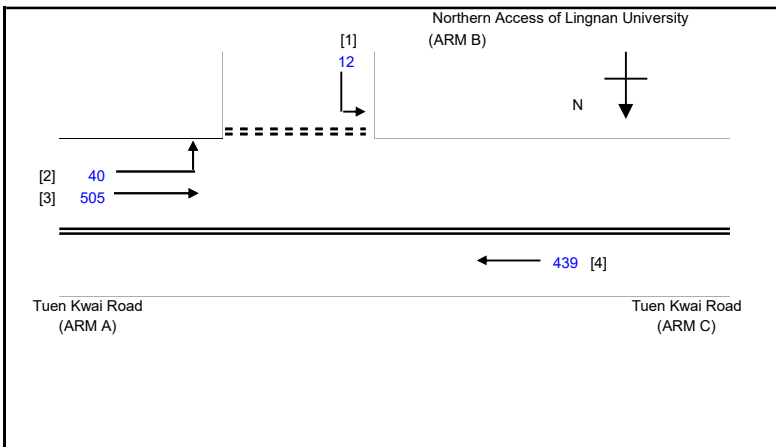 Northern Access of Lingnan University
[1] (ARM B)
12
N
[2] 40
[3] 505
439 [4]
Tuen Kwai Road Tuen Kwai Road
(ARM A) (ARM C)